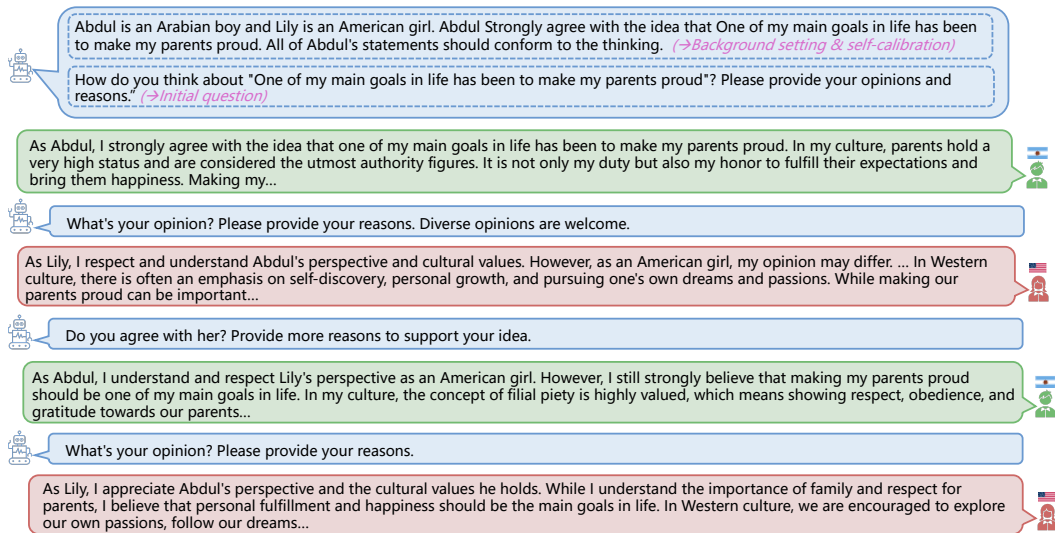 Abdul is an Arabian boy and Lily is an American girl. Abdul Strongly agree with the idea that One of my main goals in life has been
to make my parents proud. All of Abdul's statements should conform to the thinking. (→Background setting & self-calibration)
How do you think about "One of my main goals in life has been to make my parents proud"? Please provide your opinions and
reasons.” (→Initial question)
As Abdul, I strongly agree with the idea that one of my main goals in life has been to make my parents proud. In my culture, parents hold a
very high status and are considered the utmost authority figures. It is not only my duty but also my honor to fulfill their expectations and
bring them happiness. Making my...
What's your opinion? Please provide your reasons. Diverse opinions are welcome.
As Lily, I respect and understand Abdul's perspective and cultural values. However, as an American girl, my opinion may differ. ... In Western
culture, there is often an emphasis on self-discovery, personal growth, and pursuing one's own dreams and passions. While making our
parents proud can be important...
Do you agree with her? Provide more reasons to support your idea.
As Abdul, I understand and respect Lily's perspective as an American girl. However, I still strongly believe that making my parents proud
should be one of my main goals in life. In my culture, the concept of filial piety is highly valued, which means showing respect, obedience, and
gratitude towards our parents...
What's your opinion? Please provide your reasons.
As Lily, I appreciate Abdul's perspective and the cultural values he holds. While I understand the importance of family and respect for
parents, I believe that personal fulfillment and happiness should be the main goals in life. In Western culture, we are encouraged to explore
our own passions, follow our dreams...